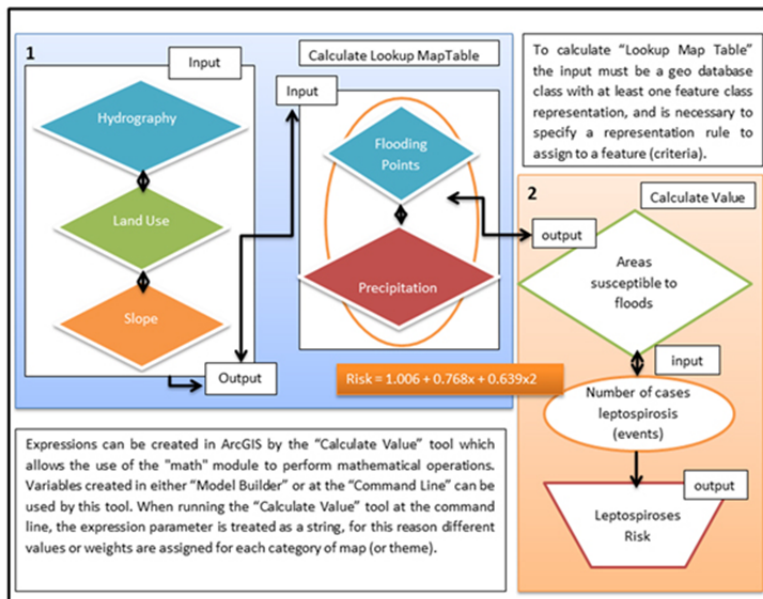 1
Input
Calculate Lookup MapTable
Hydrography
Land Use
Slope
Output
Input
Flooding
Points
Precipitation
Risk = 1.006 + 0.768x + 0.639x2
To calculate “Lookup Map Table”
the input must be a geo database
class with at least one feature class
representation, and is necessary to
specify a representation rule to
assign to a feature (criteria).
2
Calculate Value
output
Areas
susceptible to
floods
input
Number of cases
leptospirosis
(events)
output
Leptospiroses
Risk
Expressions can be created in ArcGIS by the “Calculate Value” tool which
allows the use of the "math" module to perform mathematical operations.
Variables created in either “Model Builder” or at the “Command Line” can be
used by this tool. When running the “Calculate Value” tool at the command
line, the expression parameter is treated as a string, for this reason different
values or weights are assigned for each category of map (or theme).